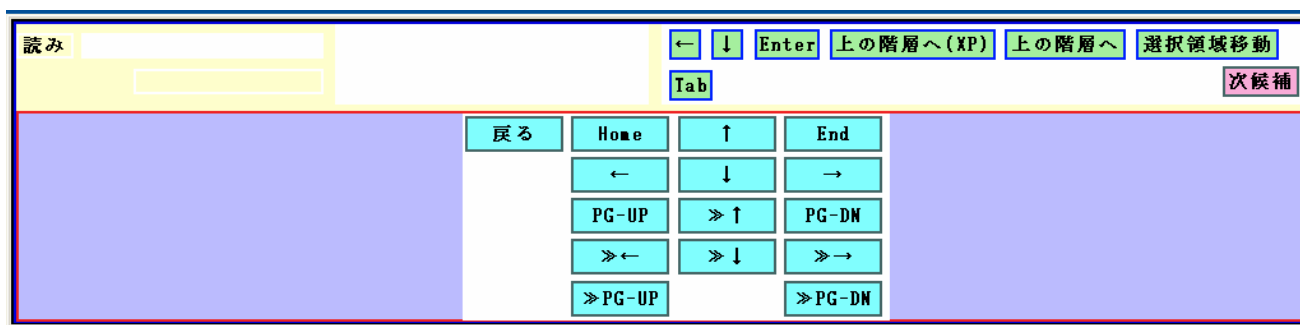 読み ← ↓ Enter 上の階層へ(XP) 上の階層へ 選択領域移動
Tab 次候補
戻る Home ↑ End
← ↓ →
PG-UP ≫↑ PG-DN
≫← ≫↓ ≫→
≫PG-UP ≫PG-DN